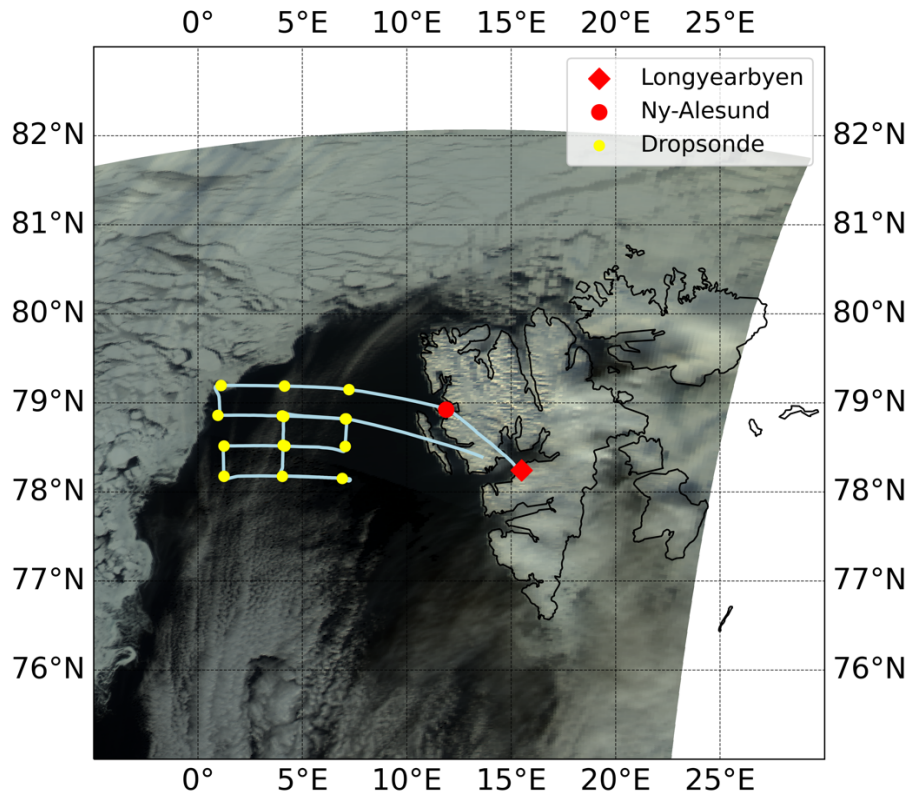 0° 5°E 10°E 15°E 20°E 25°E
Longyearbyen
Ny-Alesund
Dropsonde
82°N 82°N
81°N 81°N
80°N 80°N
79°N 79°N
78°N 78°N
77°N 77°N
76°N 76°N
0° 5°E 10°E 15°E 20°E 25°E